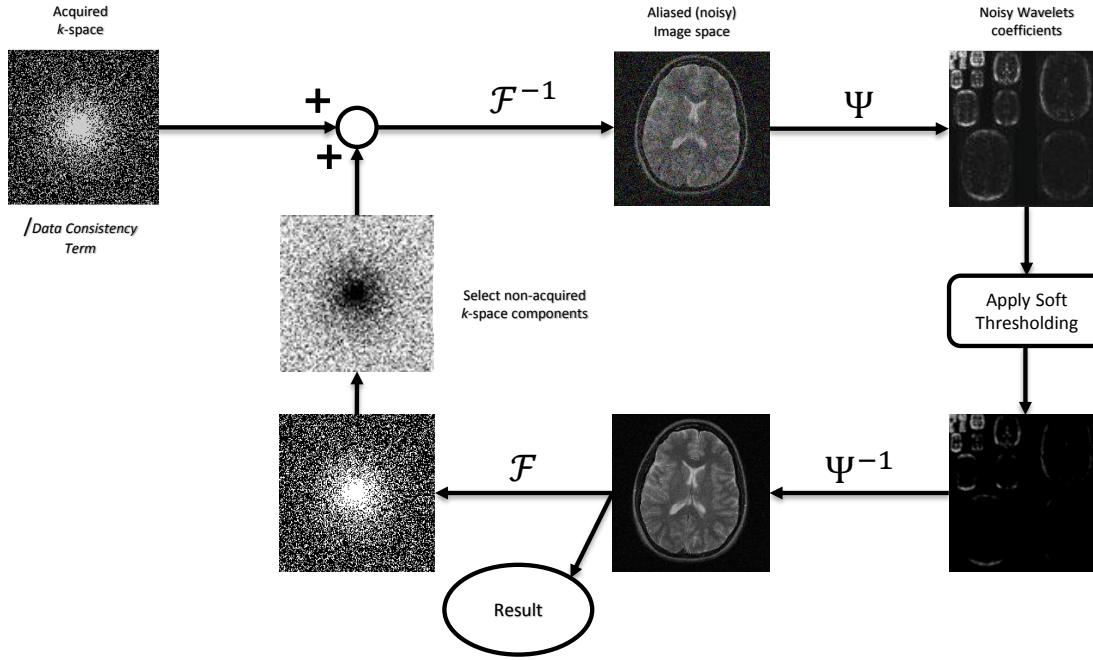 Acquired
k-space
Aliased (noisy)
Image space
Noisy Wavelets
coefficients
+
ℱ⁻¹
Ψ
+
/Data Consistency
Term
Select non-acquired
k-space components
Apply Soft
Thresholding
ℱ
Ψ⁻¹
Result